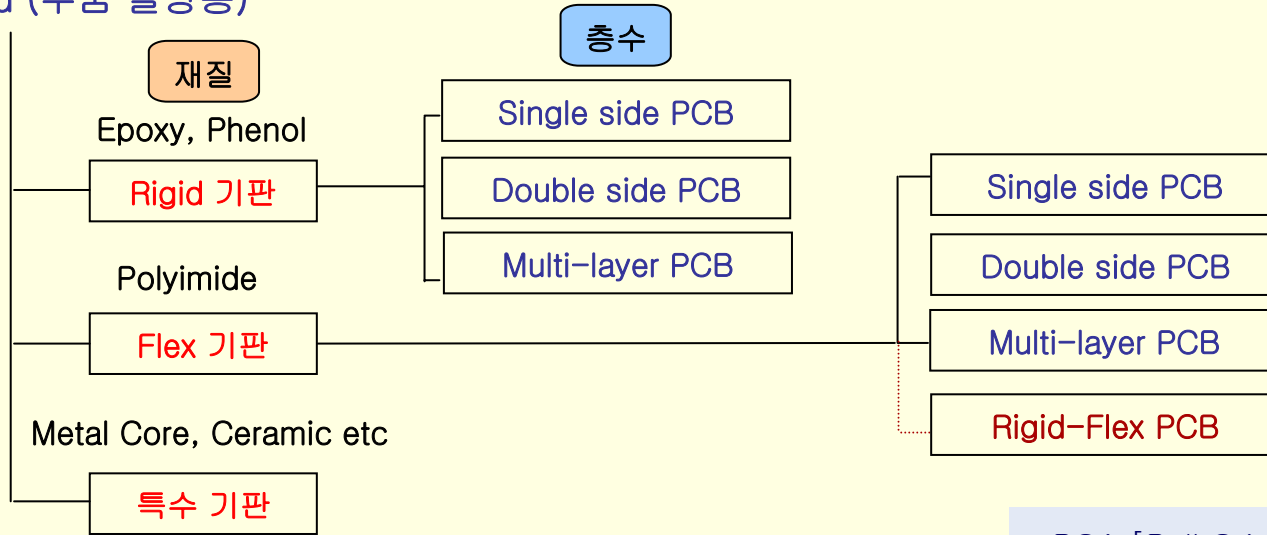 층수
재질
Single side PCB
Epoxy, Phenol
Rigid 기판
Double side PCB
Multi-layer PCB
Single side PCB
Double side PCB
Polyimide
Flex 기판
Multi-layer PCB
Rigid-Flex PCB
Metal Core, Ceramic etc
특수 기판